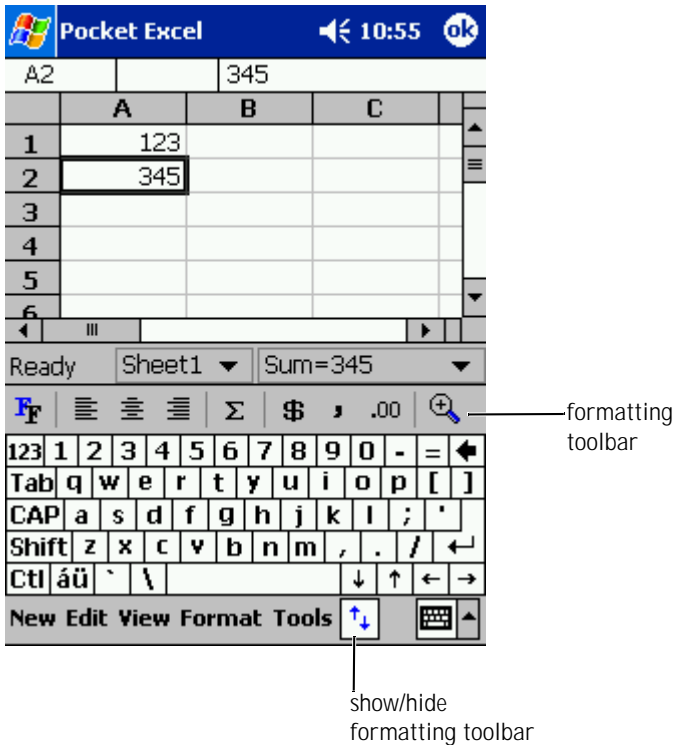 Pocket Excel 10:55 ok
A2 345
A B C
1 123
2 345
3
4
5
6
Ready Sheet1 Sum=345
FF Σ $ , .00
formatting
toolbar
123 1 2 3 4 5 6 7 8 9 0 - =
Tab q w e r t y u i o p [ ]
CAP a s d f g h j k l ; '
Shift z x c v b n m , . /
Ctl áü ` \ ↓ ↑ ← →
New Edit View Format Tools
show/hide
formatting toolbar